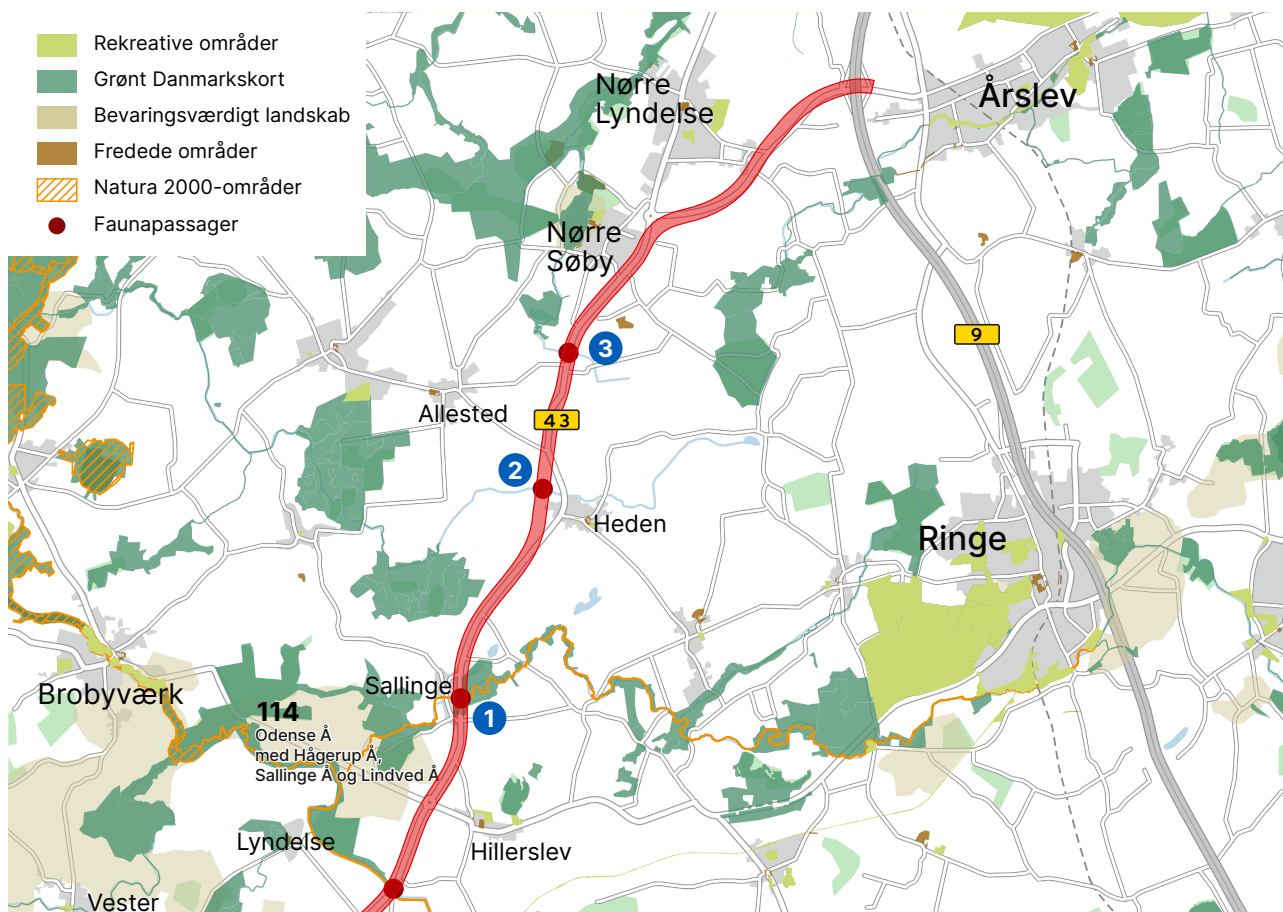 Rekreative områder
Grønt Danmarkskort
Bevaringsværdigt landskab
Fredede områder
Natura 2000-områder
Faunapassager
Nørre
Lyndelse
Årslev
Nørre
Søby
9
3
Allested
43
2
Heden
Ringe
Sallinge
Brobyværk
114
Odense Å
med Hågerup Å,
Sallinge Å og Lindved Å
1
Lyndelse
Hillerslev
Vester